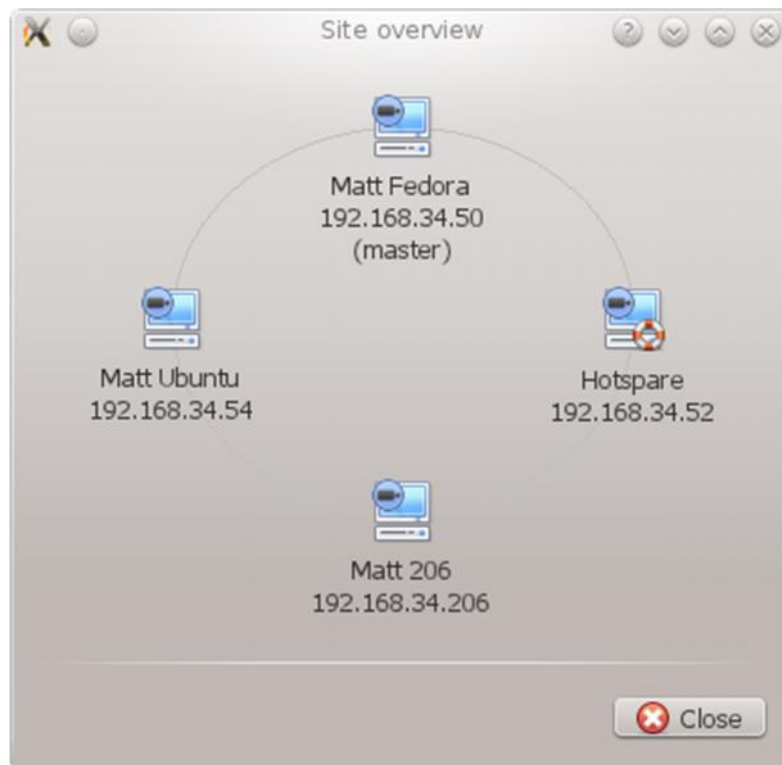 Site overview
Matt Fedora
192.168.34.50
(master)
Matt Ubuntu
192.168.34.54
Hotspare
192.168.34.52
Matt 206
192.168.34.206
Close